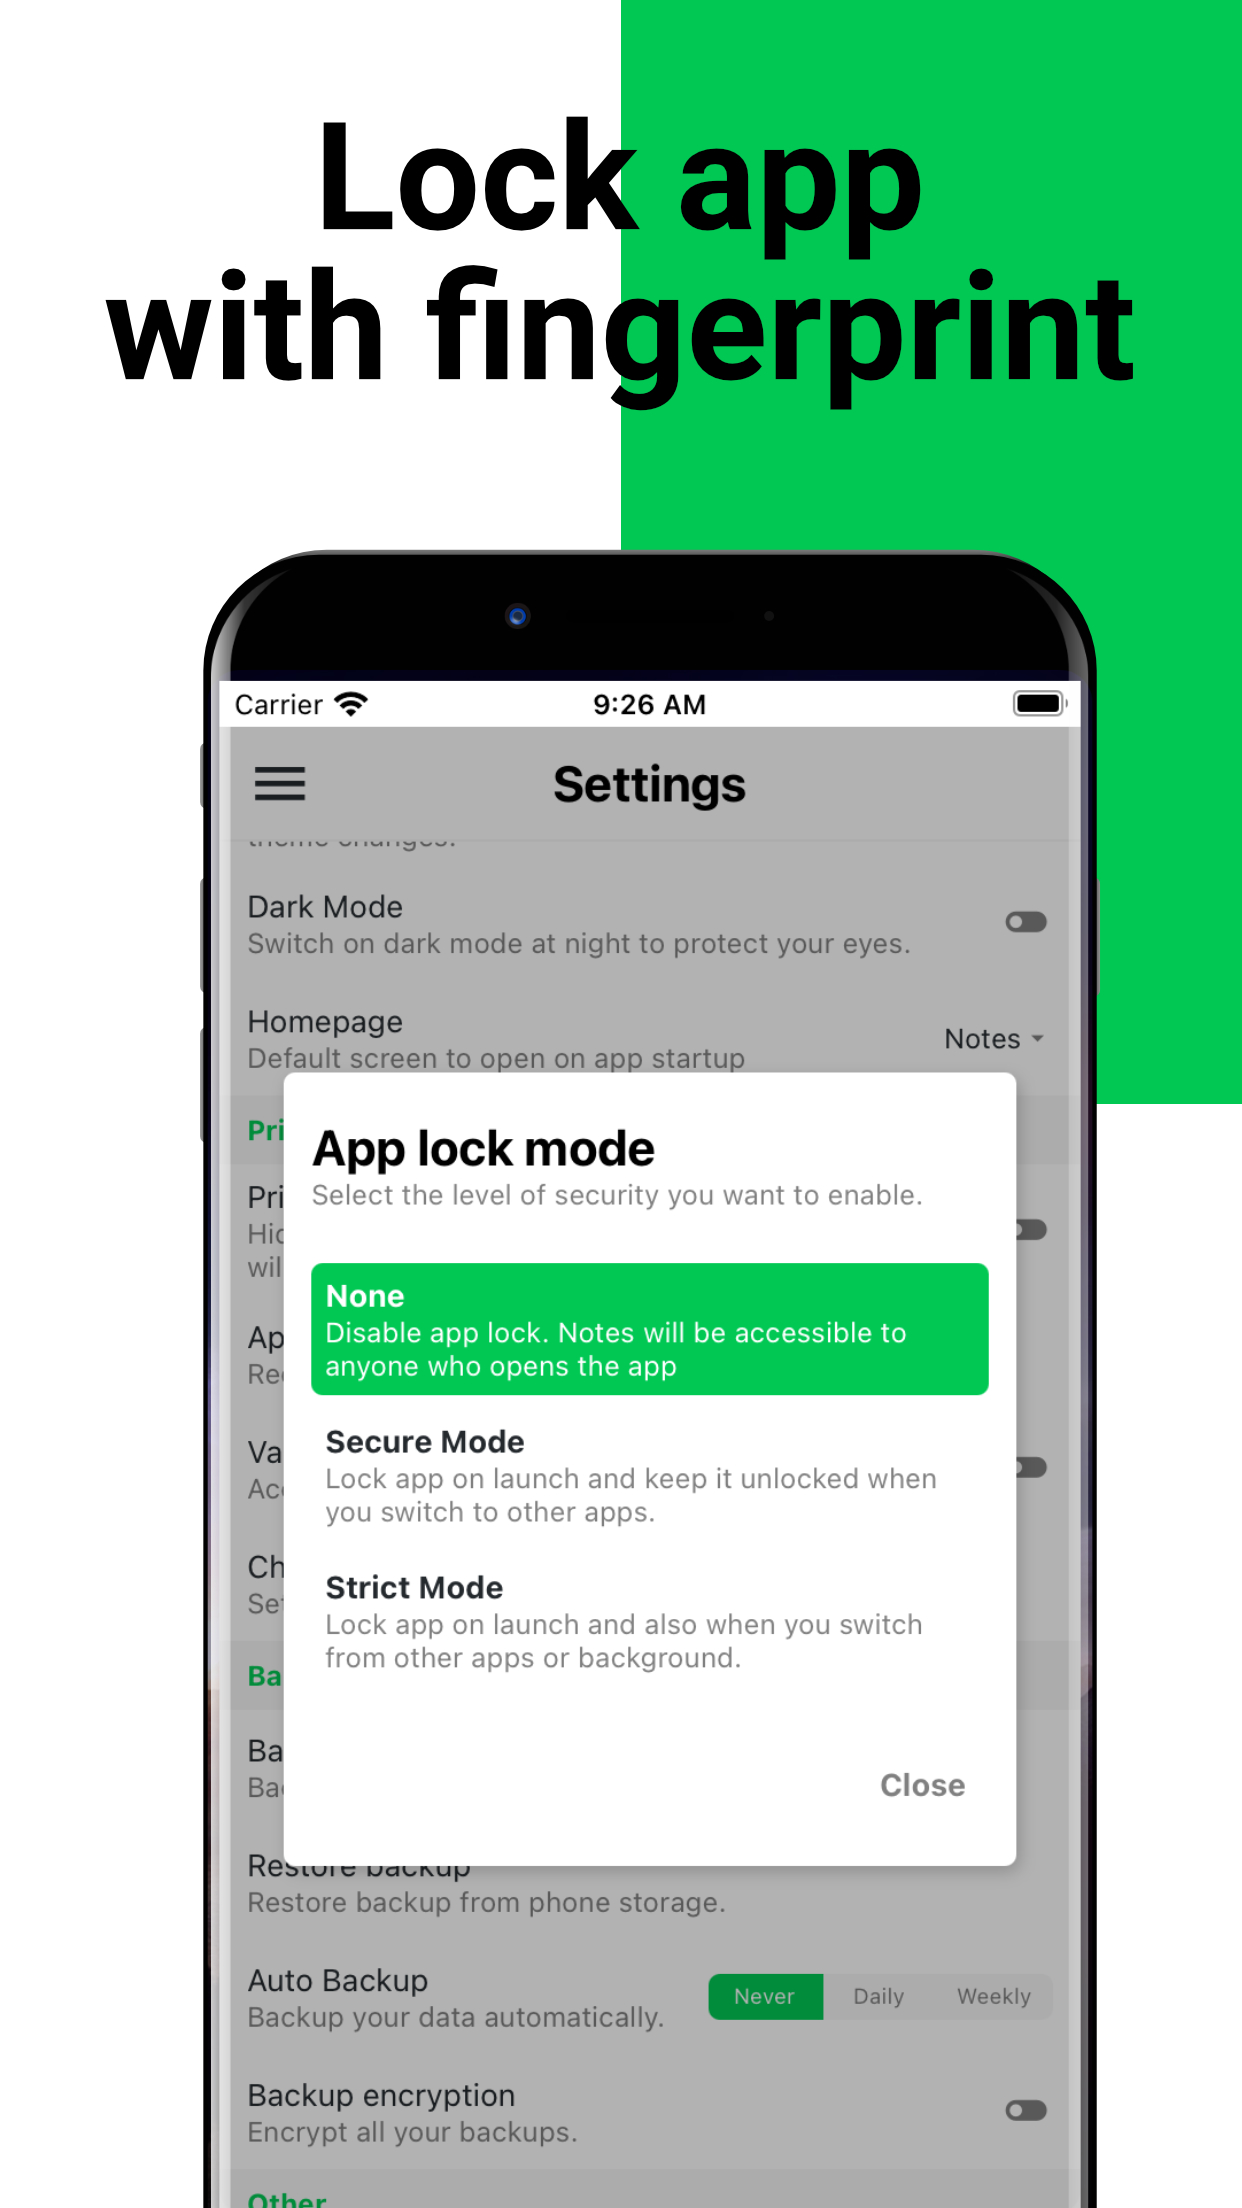 Lock app
with fingerprint
Carrier
9:26 AM
Settings
theme changes.
Dark Mode
Switch on dark mode at night to protect your eyes.
Homepage
Default screen to open on app startup
Notes
Pri
App lock mode
Select the level of security you want to enable.
Pri
Hid
wil
None
Disable app lock. Notes will be accessible to
anyone who opens the app
Ap
Re
Secure Mode
Lock app on launch and keep it unlocked when
you switch to other apps.
Va
Ac
Strict Mode
Lock app on launch and also when you switch
from other apps or background.
Ch
Se
Ba
Ba
Ba
Close
Restore backup
Restore backup from phone storage.
Auto Backup
Backup your data automatically.
Never Daily Weekly
Backup encryption
Encrypt all your backups.
Other